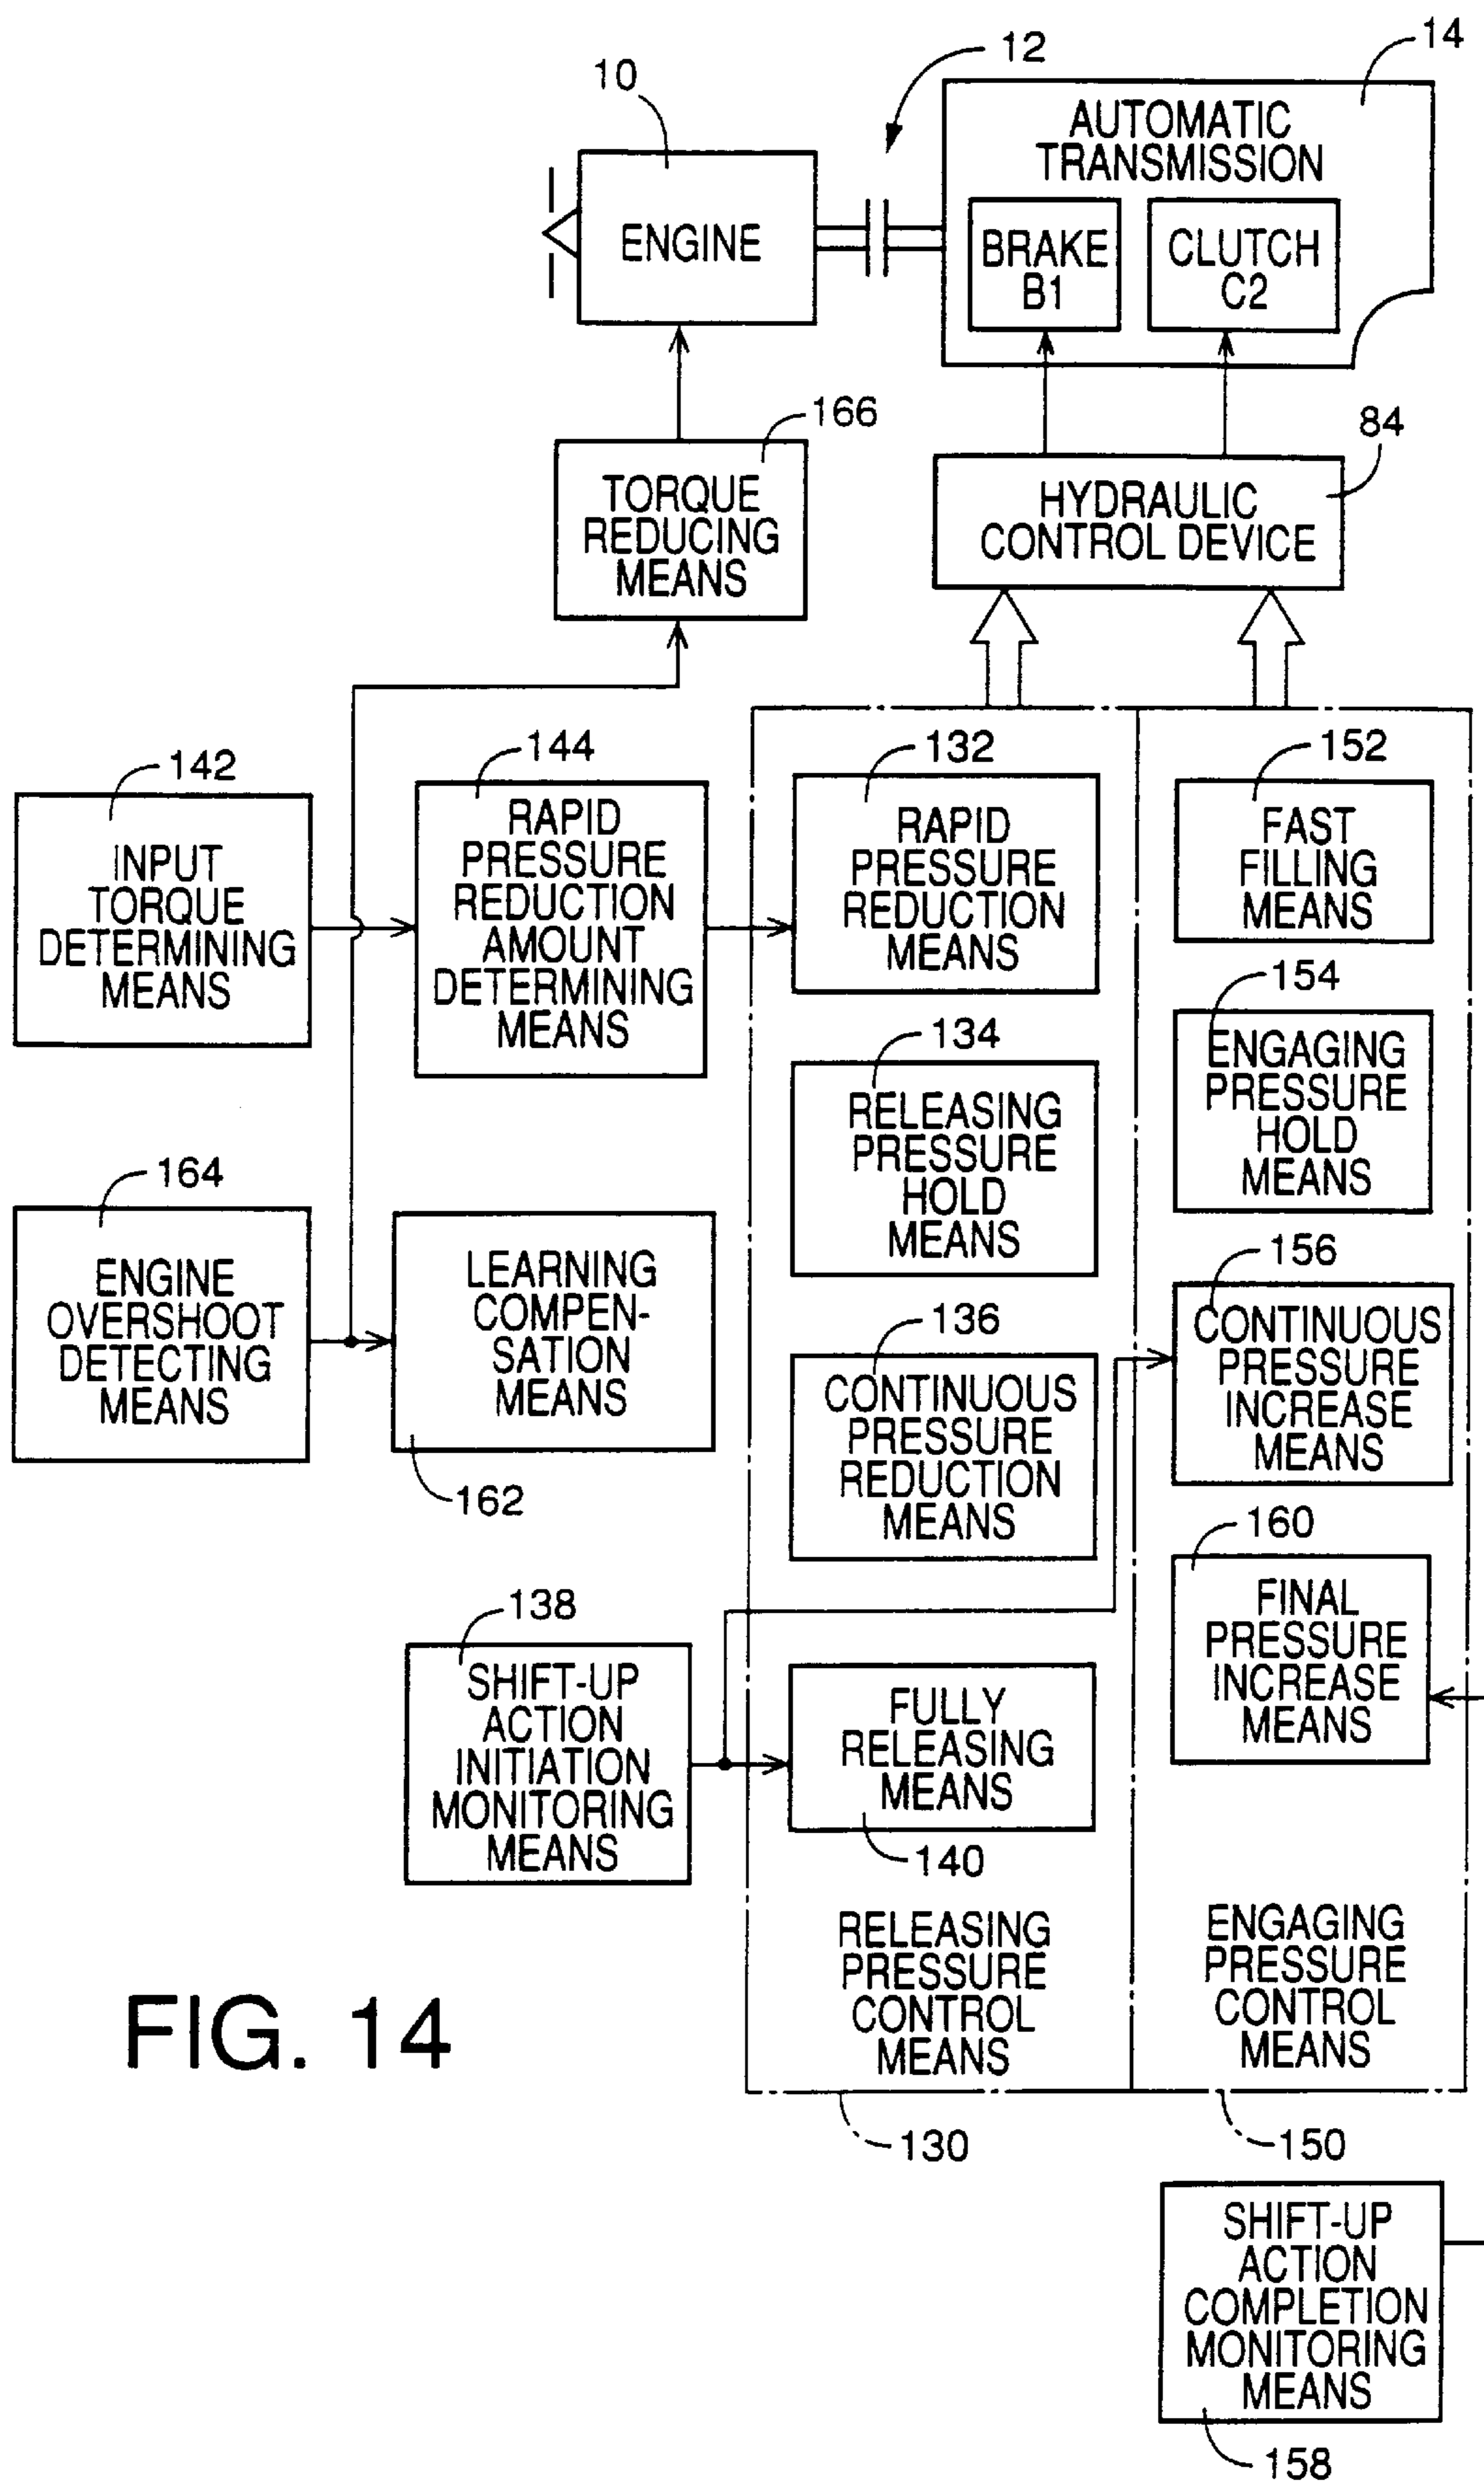 10
12
14
AUTOMATIC
TRANSMISSION
ENGINE
BRAKE
B1
CLUTCH
C2
166
TORQUE
REDUCING
MEANS
84
HYDRAULIC
CONTROL DEVICE
142
INPUT
TORQUE
DETERMINING
MEANS
144
RAPID
PRESSURE
REDUCTION
AMOUNT
DETERMINING
MEANS
132
RAPID
PRESSURE
REDUCTION
MEANS
152
FAST
FILLING
MEANS
134
RELEASING
PRESSURE
HOLD
MEANS
154
ENGAGING
PRESSURE
HOLD
MEANS
164
ENGINE
OVERSHOOT
DETECTING
MEANS
LEARNING
COMPEN-
SATION
MEANS
162
136
CONTINUOUS
PRESSURE
REDUCTION
MEANS
156
CONTINUOUS
PRESSURE
INCREASE
MEANS
138
SHIFT-UP
ACTION
INITIATION
MONITORING
MEANS
FULLY
RELEASING
MEANS
140
160
FINAL
PRESSURE
INCREASE
MEANS
RELEASING
PRESSURE
CONTROL
MEANS
130
ENGAGING
PRESSURE
CONTROL
MEANS
150
SHIFT-UP
ACTION
COMPLETION
MONITORING
MEANS
158
FIG. 14